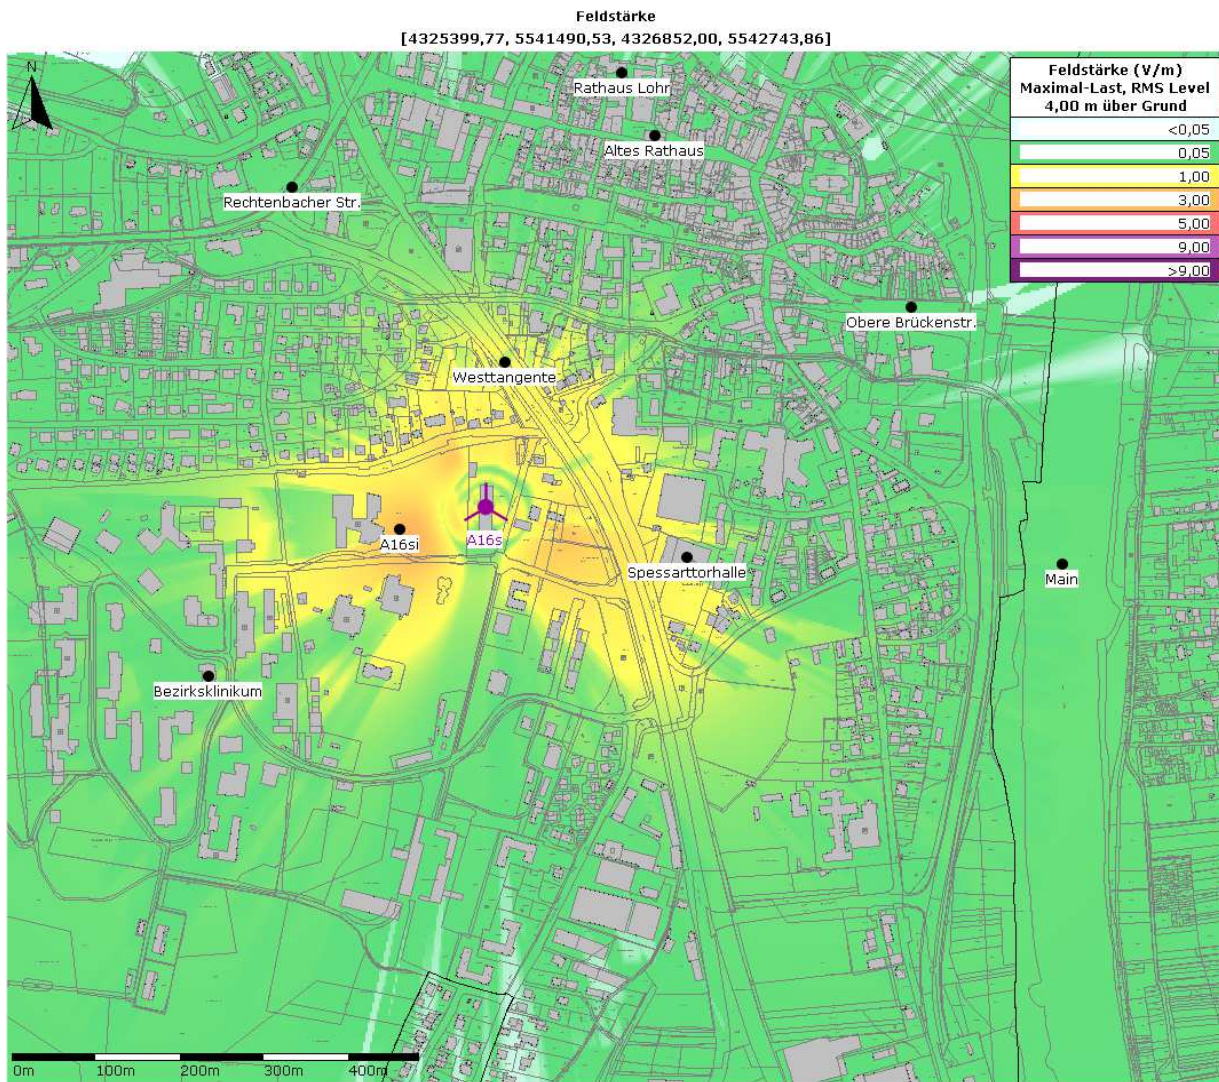 Feldstärke
[4325399,77, 5541490,53, 4326852,00, 5542743,86]
N
Feldstärke (V/m)
Maximal-Last, RMS Level
4,00 m über Grund
<0,05
0,05
1,00
3,00
5,00
9,00
>9,00
Rathaus Lohr
Altes Rathaus
Rechtenbacher Str.
Obere Brückenstr.
Westtangente
A16si
A16s
Spessarttorhalle
Main
Bezirksklinikum
0m 100m 200m 300m 400m